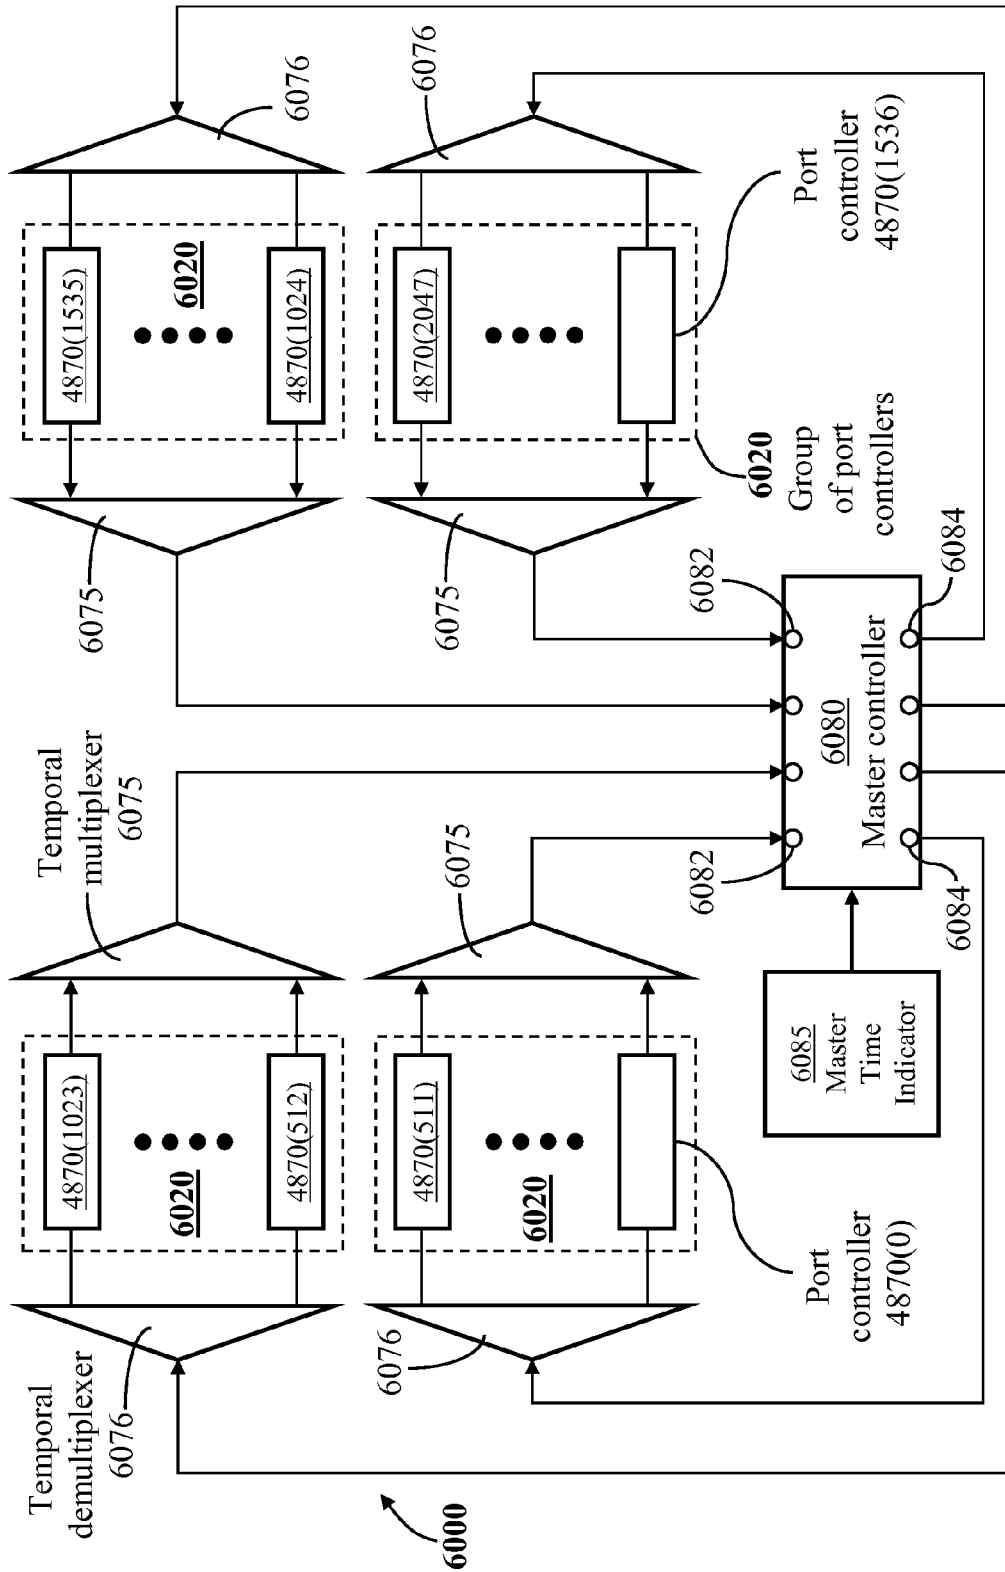 Temporal
demultiplexer
6076
4870(1023)
6020
4870(512)
Temporal
multiplexer
6075
6075
4870(1535)
6020
4870(1024)
6076
6000
6076
4870(511)
6020
Port
controller
4870(0)
6075
6075
4870(2047)
6076
6020
Group
of port
controllers
Port
controller
4870(1536)
6085
Master
Time
Indicator
6082
6082
6080
Master controller
6084
6084